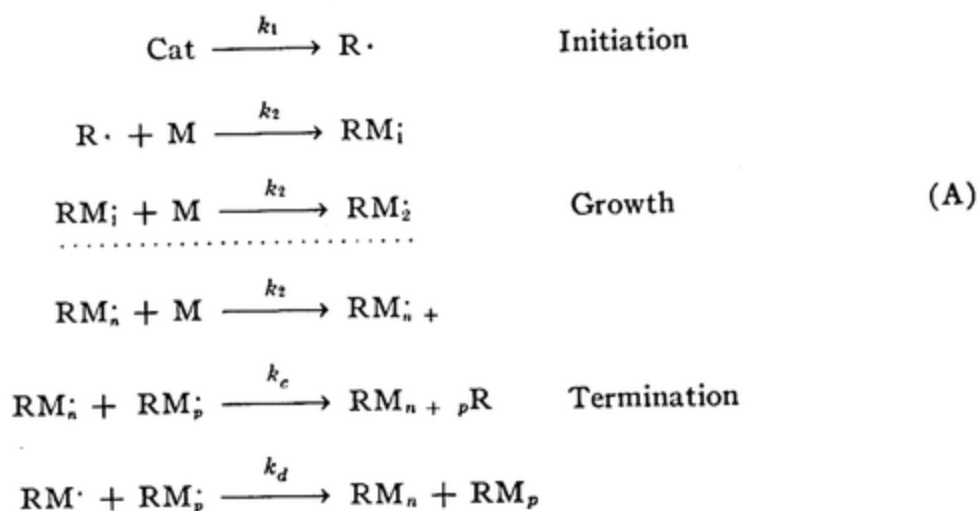 Cat —k₁→ R· Initiation
R· + M —k₂→ RM₁˙
RM₁˙ + M —k₂→ RM₂˙ Growth (A)
RMₙ˙ + M —k₂→ RMₙ˙ ₊
RMₙ˙ + RMₚ˙ —k_c→ RMₙ ₊ ₚR Termination
RM˙ + RMₚ˙ —k_d→ RMₙ + RMₚ